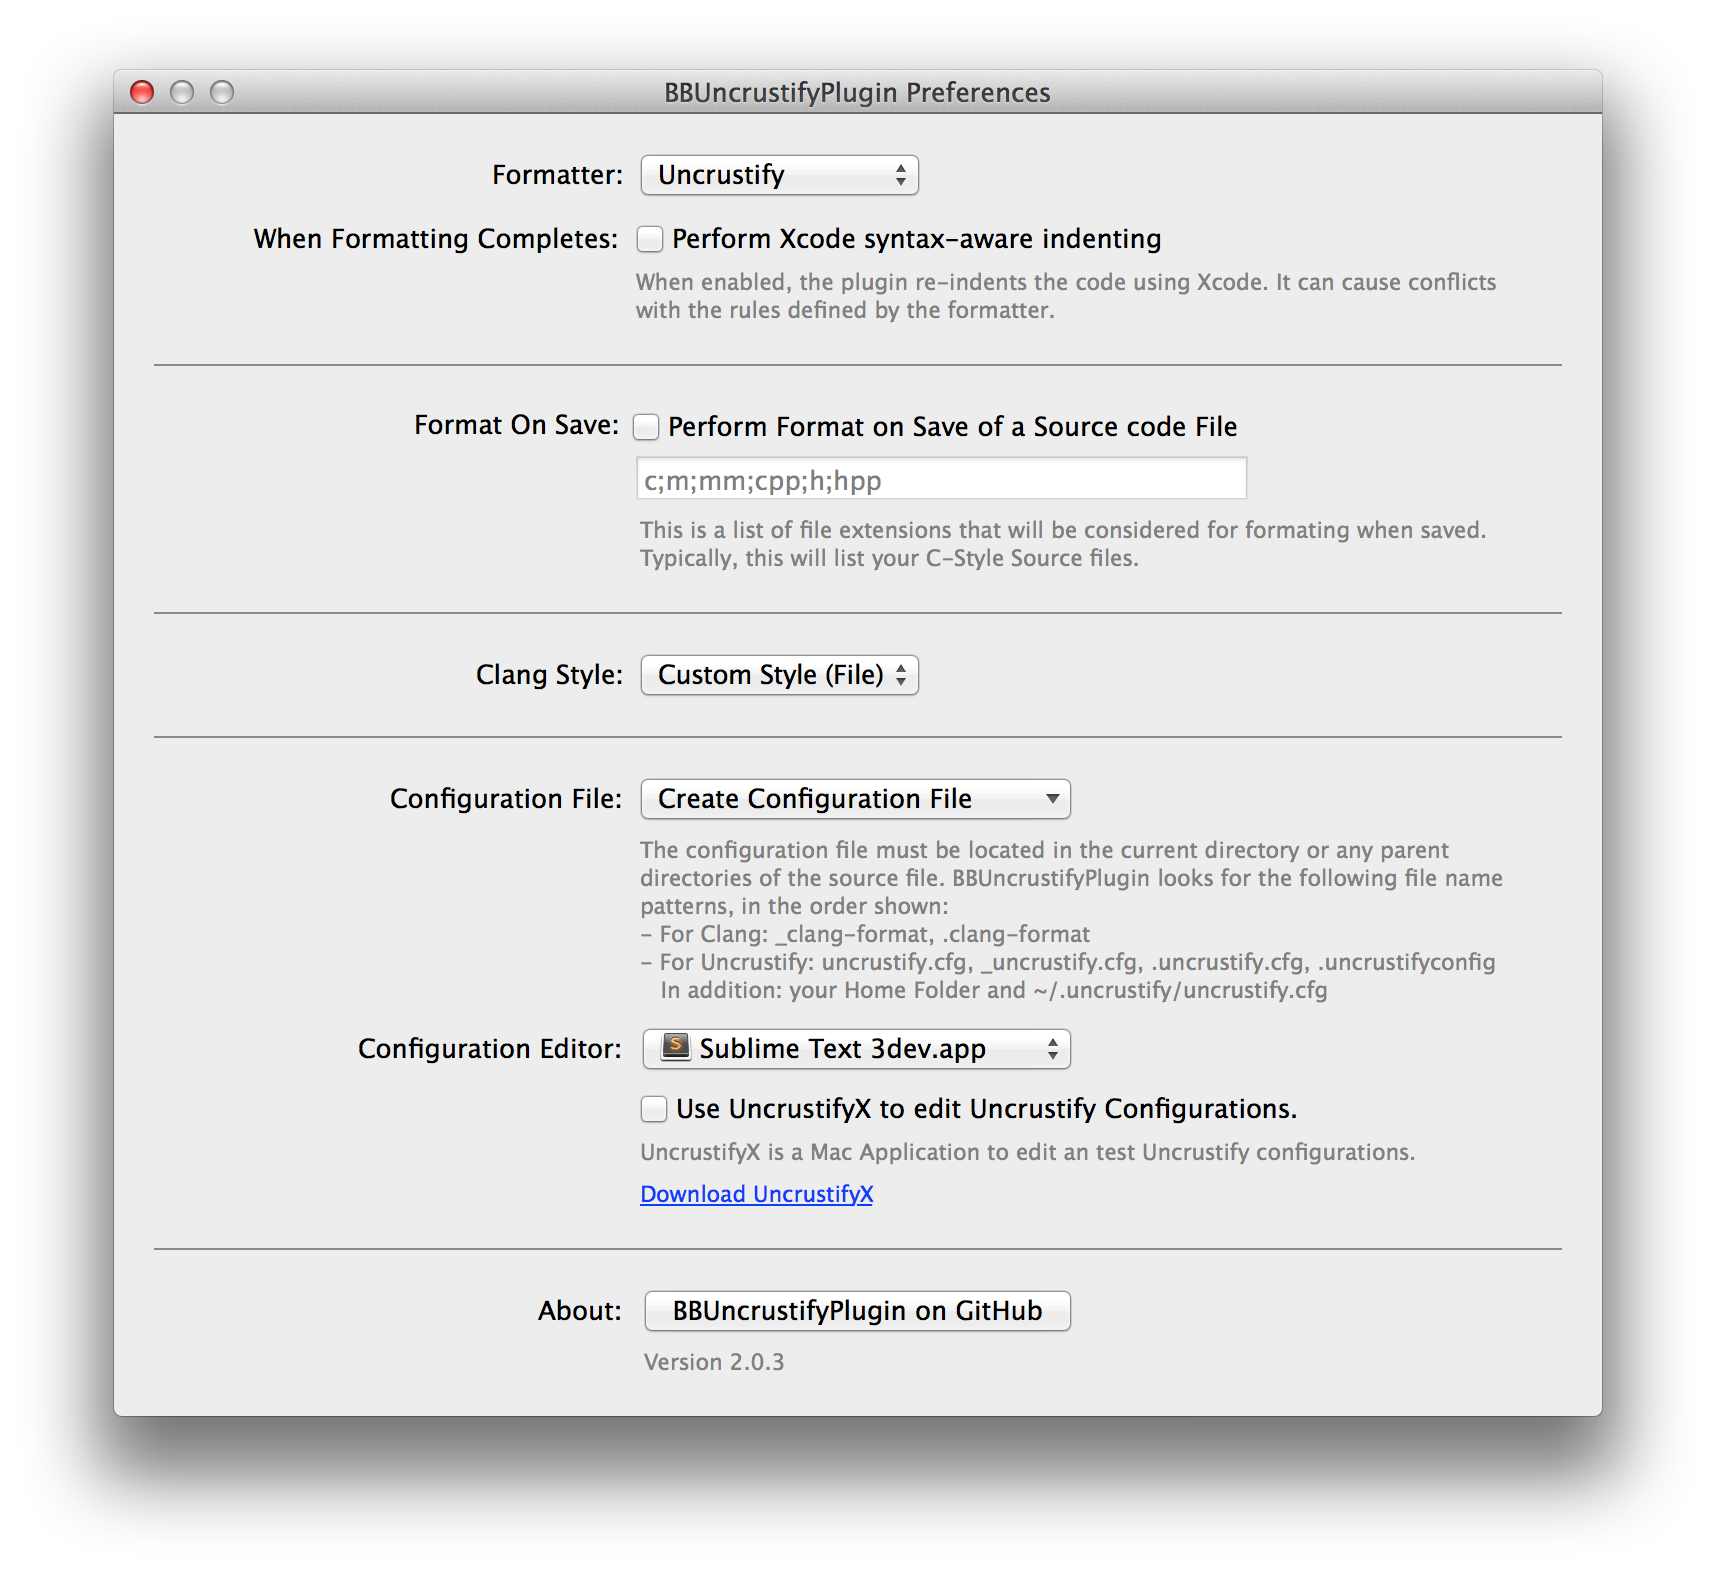 BBUncrustifyPlugin Preferences
Formatter: Uncrustify
When Formatting Completes: Perform Xcode syntax-aware indenting
When enabled, the plugin re-indents the code using Xcode. It can cause conflicts
with the rules defined by the formatter.
Format On Save: Perform Format on Save of a Source code File
c;m;mm;cpp;h;hpp
This is a list of file extensions that will be considered for formating when saved.
Typically, this will list your C-Style Source files.
Clang Style: Custom Style (File)
Configuration File: Create Configuration File
The configuration file must be located in the current directory or any parent
directories of the source file. BBUncrustifyPlugin looks for the following file name
patterns, in the order shown:
- For Clang: _clang-format, .clang-format
- For Uncrustify: uncrustify.cfg, _uncrustify.cfg, .uncrustify.cfg, .uncrustifyconfig
In addition: your Home Folder and ~/.uncrustify/uncrustify.cfg
Configuration Editor: S Sublime Text 3dev.app
Use UncrustifyX to edit Uncrustify Configurations.
UncrustifyX is a Mac Application to edit an test Uncrustify configurations.
Download UncrustifyX
About: BBUncrustifyPlugin on GitHub
Version 2.0.3